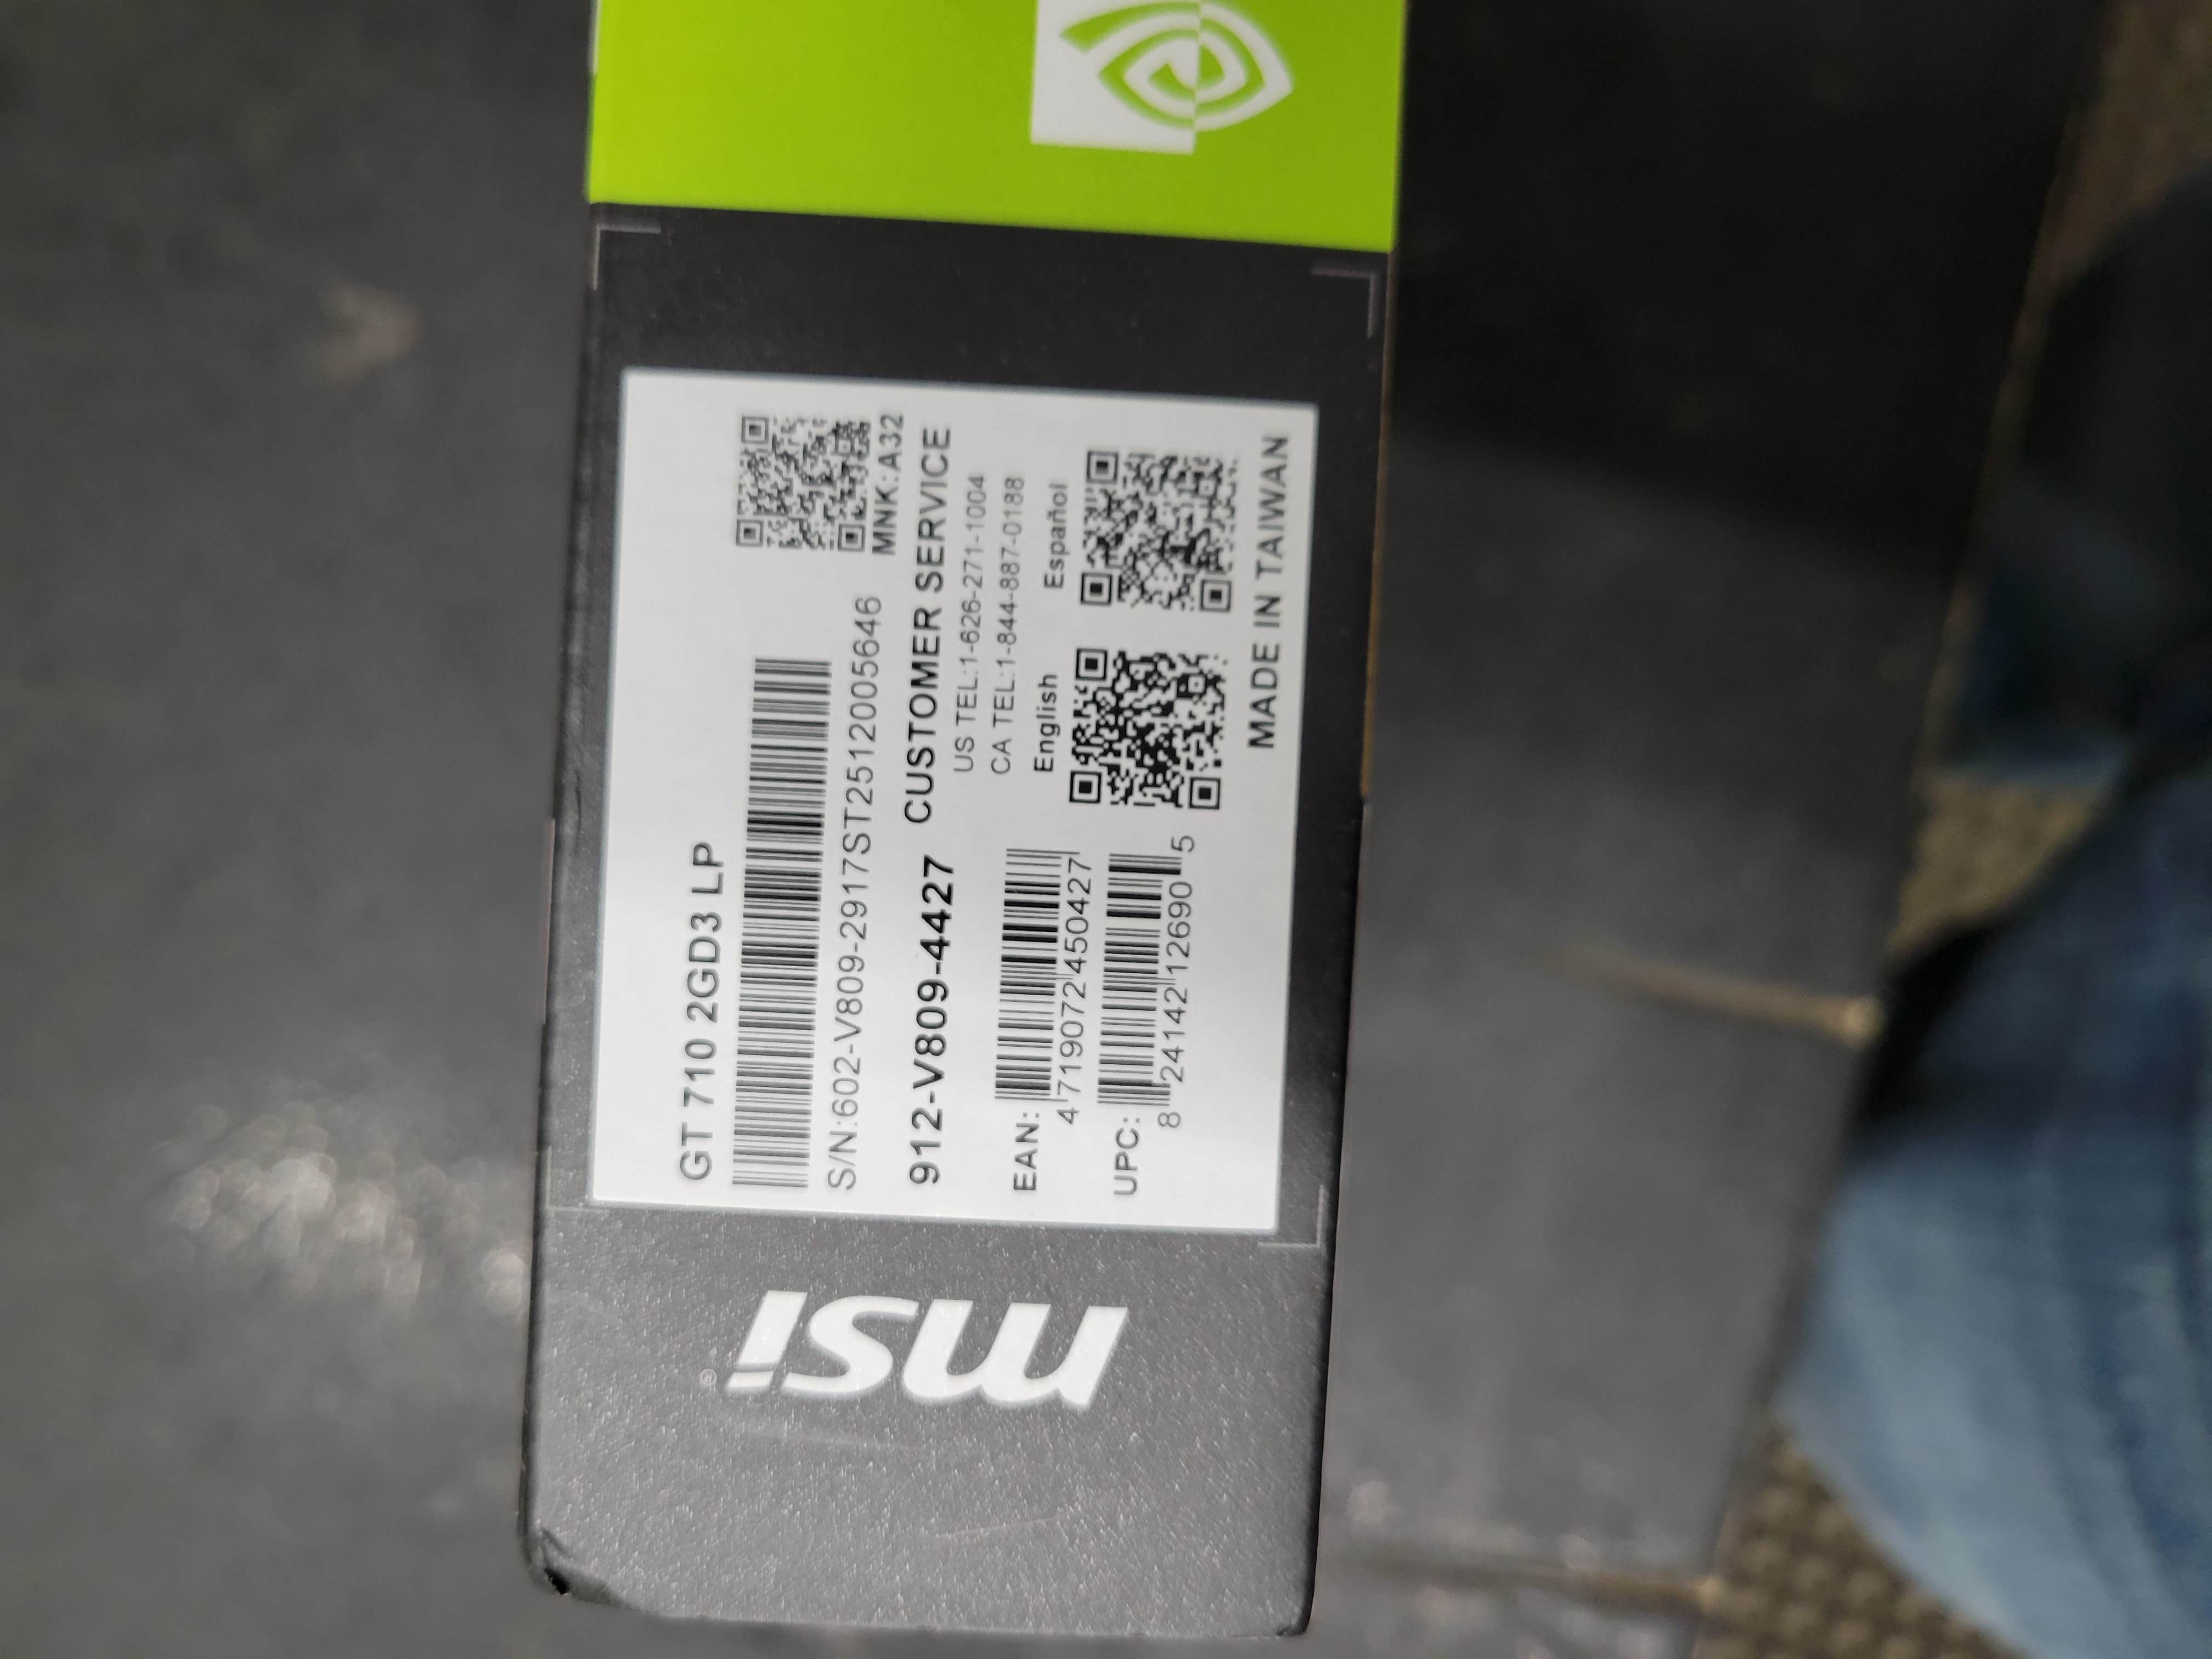 GT 710 2GD3 LP
S/N:602-V809-2917ST2512005646
MNK:A32
912-V809-4427
CUSTOMER SERVICE
US TEL:1-626-271-1004
CA TEL:1-844-887-0188
EAN:
4 719072 450427
UPC:
8 24142 12690 5
English
Español
MADE IN TAIWAN
msi®